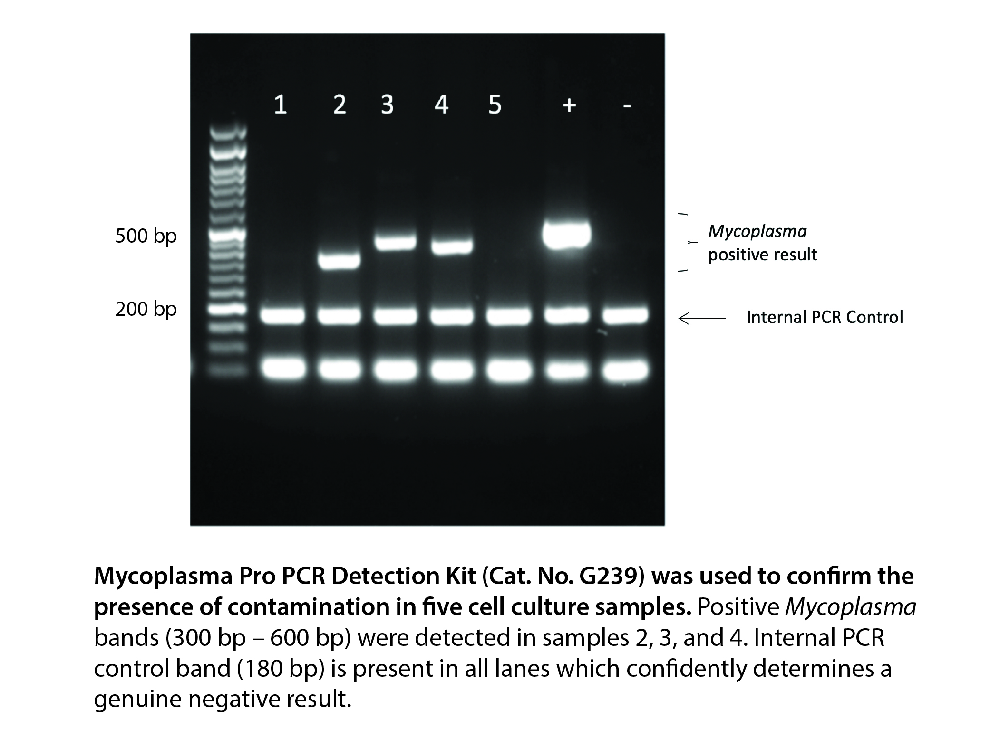 1 2 3 4 5 + -
500 bp
Mycoplasma
positive result
200 bp
Internal PCR Control
Mycoplasma Pro PCR Detection Kit (Cat. No. G239) was used to confirm the
presence of contamination in five cell culture samples. Positive Mycoplasma
bands (300 bp – 600 bp) were detected in samples 2, 3, and 4. Internal PCR
control band (180 bp) is present in all lanes which confidently determines a
genuine negative result.